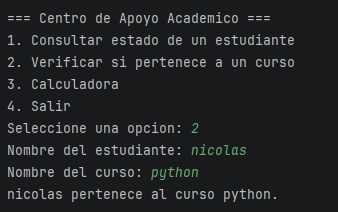 === Centro de Apoyo Academico ===
1. Consultar estado de un estudiante
2. Verificar si pertenece a un curso
3. Calculadora
4. Salir
Seleccione una opcion: 2
Nombre del estudiante: nicolas
Nombre del curso: python
nicolas pertenece al curso python.